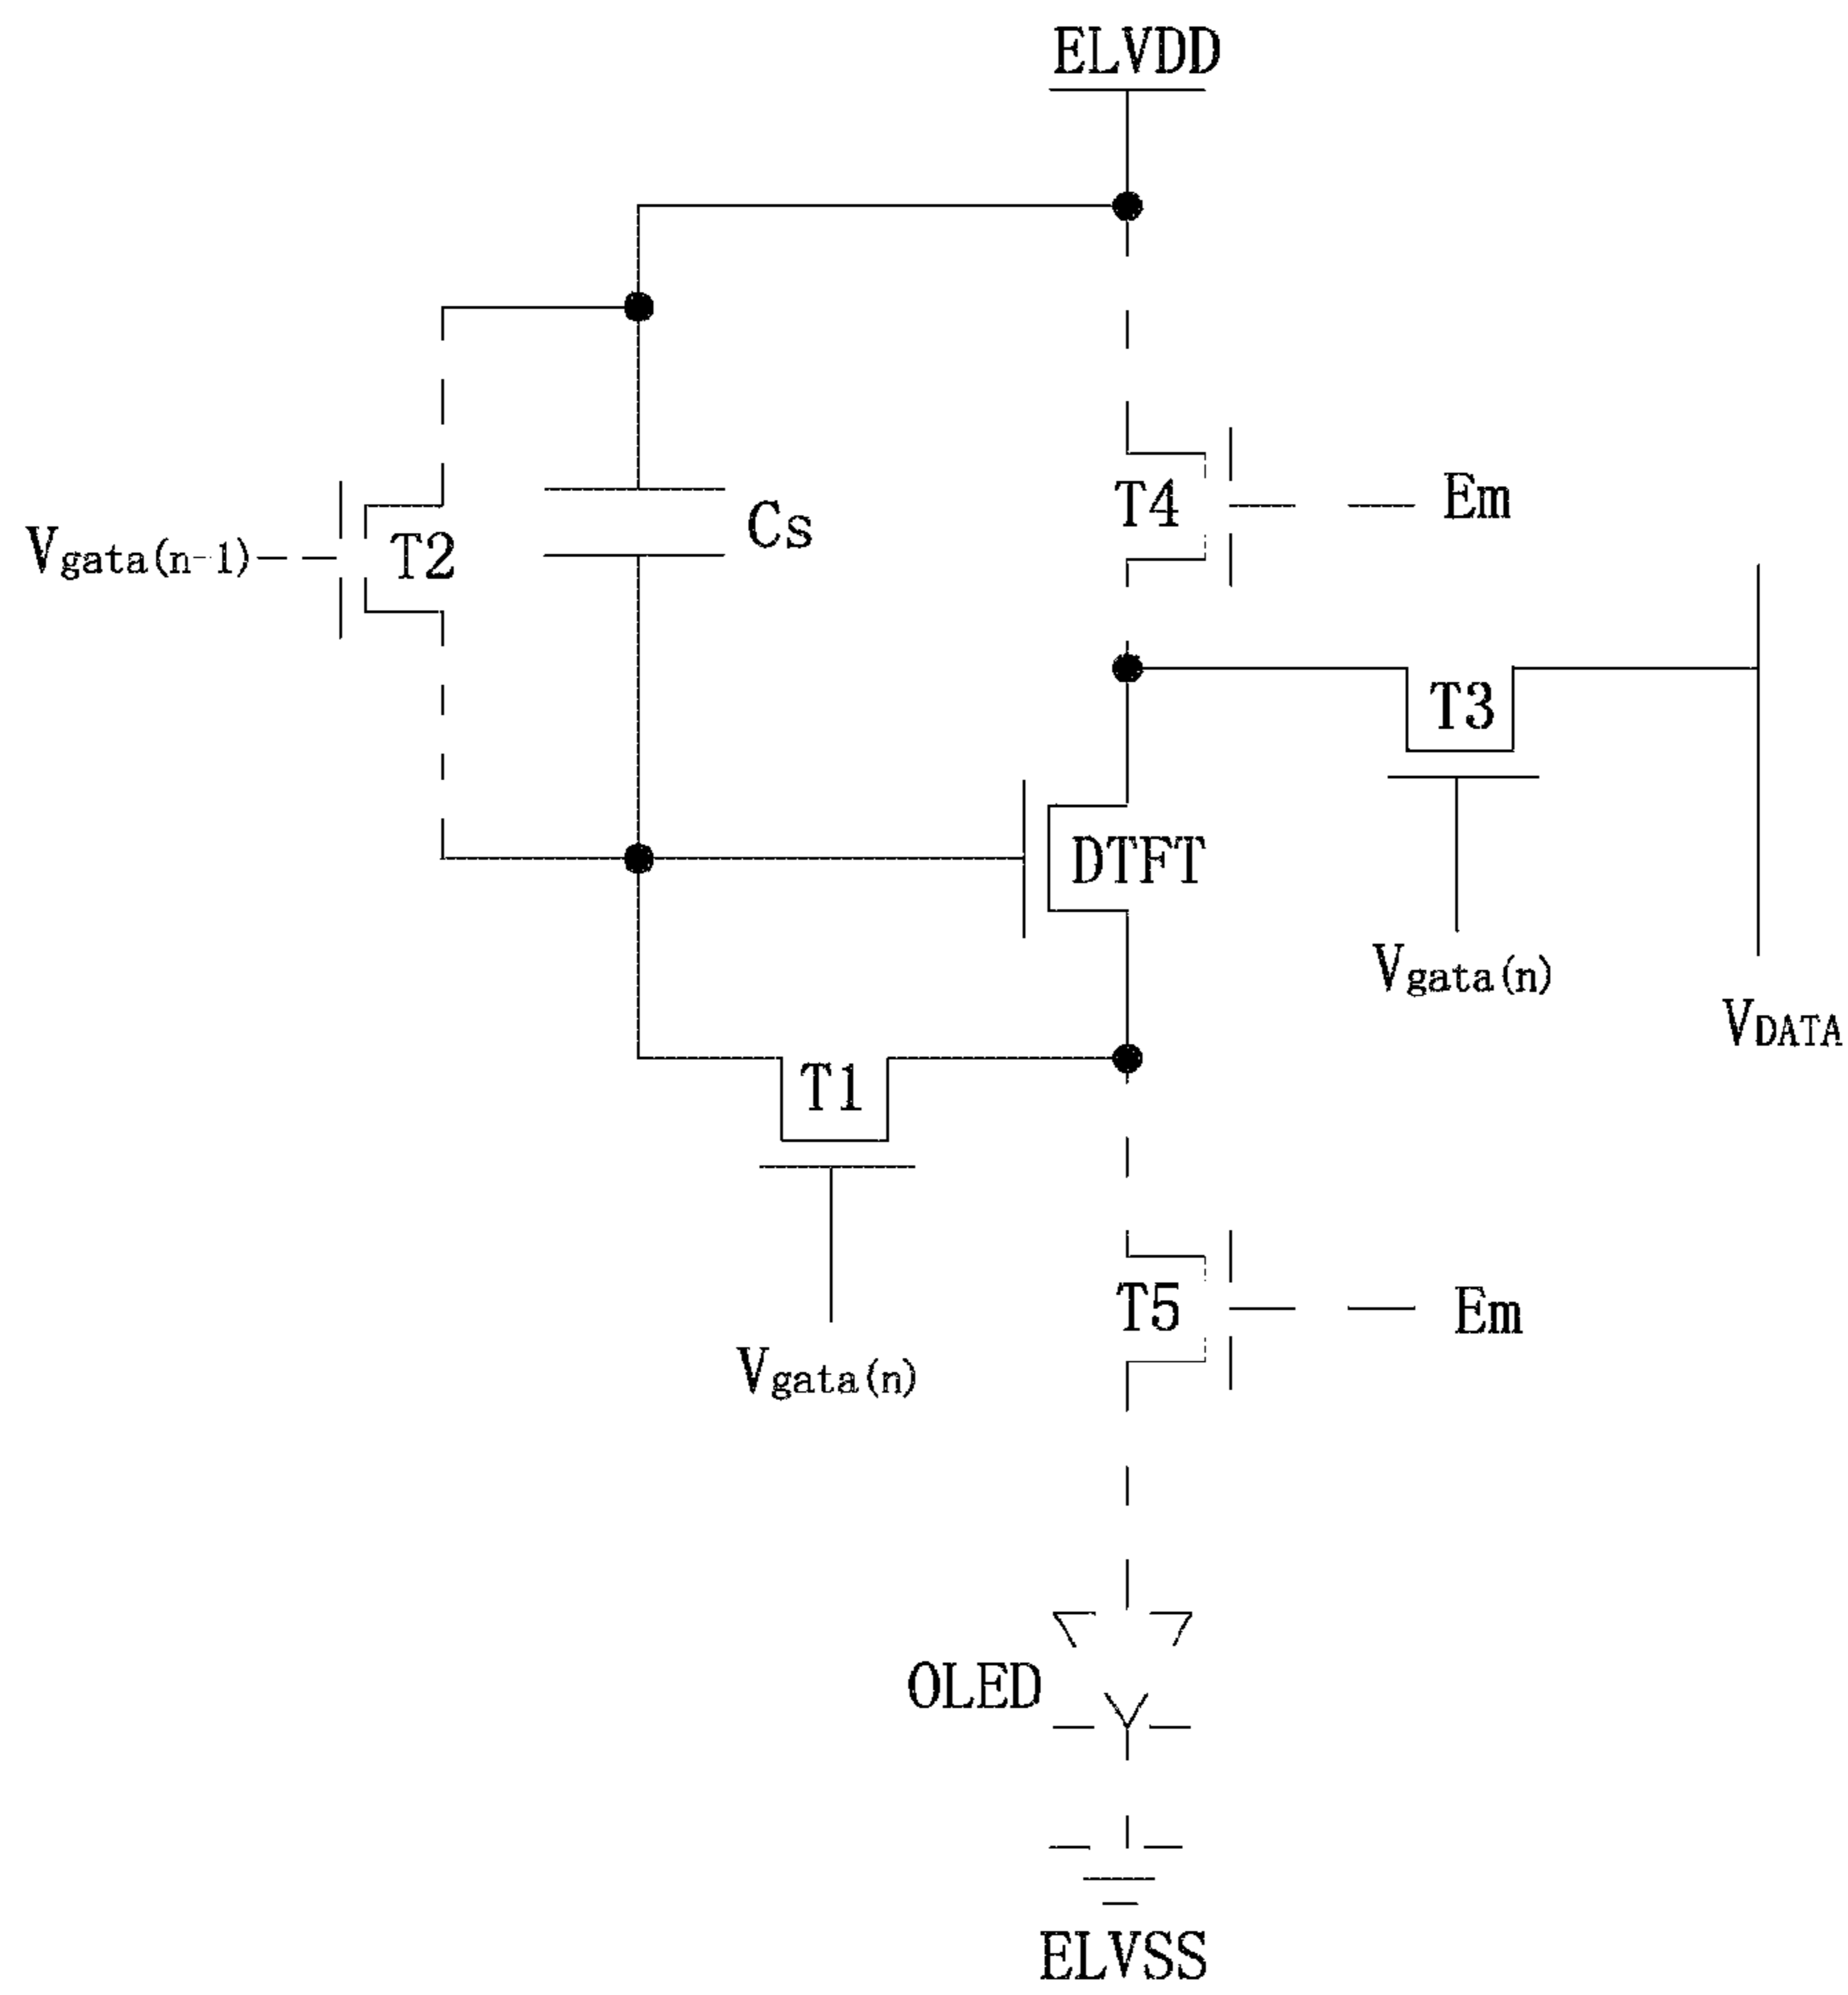 ELVDD
Cs
T4
Em
Vgata(n-1)
T2
T3
DTFT
Vgata(n)
VDATA
T1
T5
Em
Vgata(n)
OLED
ELVSS